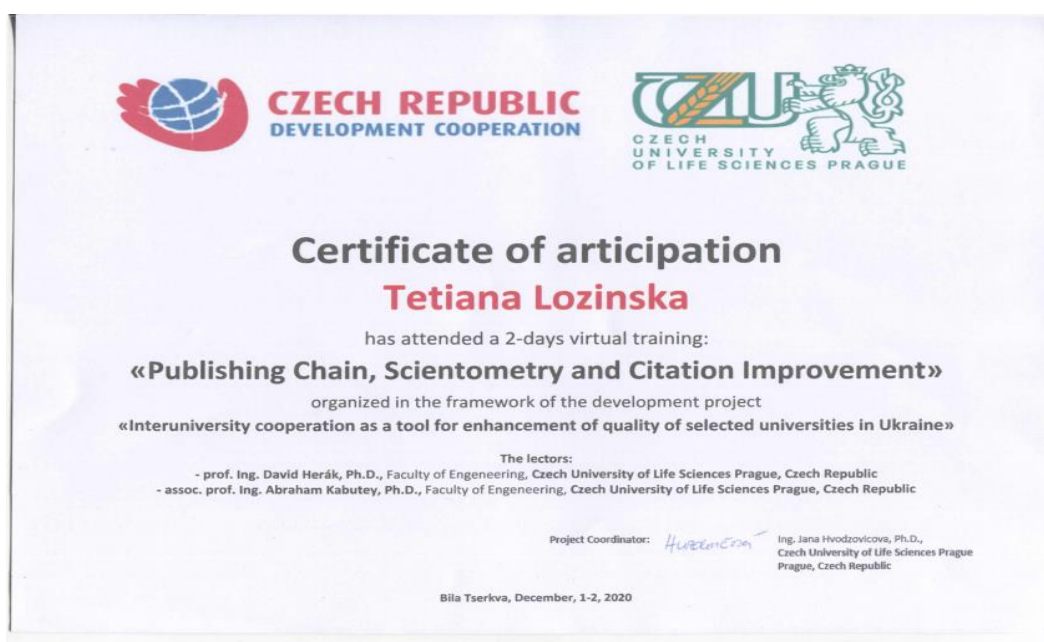 CZECH REPUBLIC
DEVELOPMENT COOPERATION
CZU
CZECH
UNIVERSITY
OF LIFE SCIENCES PRAGUE
Certificate of articipation
Tetiana Lozinska
has attended a 2-days virtual training:
«Publishing Chain, Scientometry and Citation Improvement»
organized in the framework of the development project
«Interuniversity cooperation as a tool for enhancement of quality of selected universities in Ukraine»
The lectors:
- prof. Ing. David Herák, Ph.D., Faculty of Engeneering, Czech University of Life Sciences Prague, Czech Republic
- assoc. prof. Ing. Abraham Kabutey, Ph.D., Faculty of Engeneering, Czech University of Life Sciences Prague, Czech Republic
Project Coordinator:
Ing. Jana Hvodzovicova, Ph.D.,
Czech University of Life Sciences Prague
Prague, Czech Republic
Bila Tserkva, December, 1-2, 2020